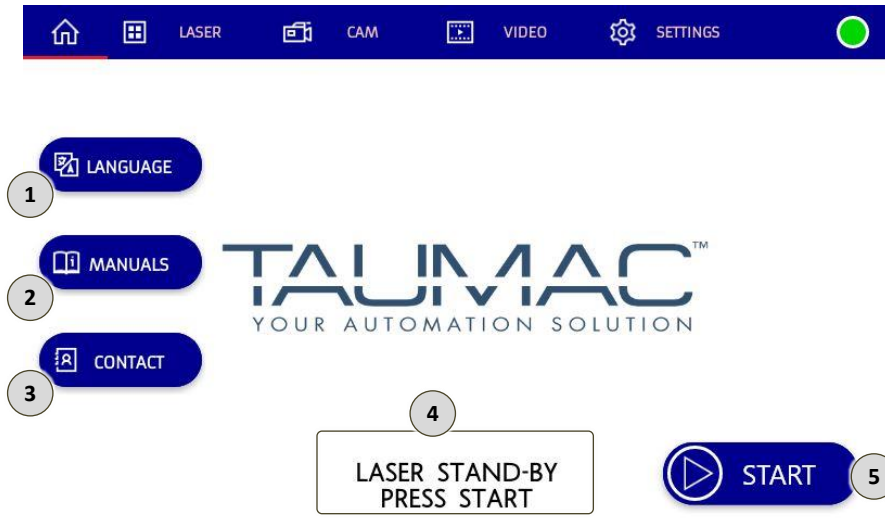 LASER CAM VIDEO SETTINGS
LANGUAGE
1
MANUALS
2
TAUMAC™
YOUR AUTOMATION SOLUTION
CONTACT
3
4
LASER STAND-BY
PRESS START
START
5